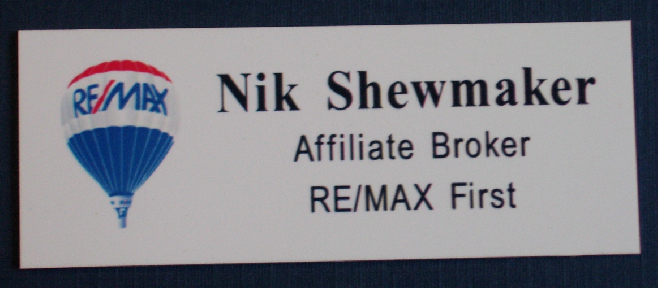 RE/MAX
Nik Shewmaker
Affiliate Broker
RE/MAX First